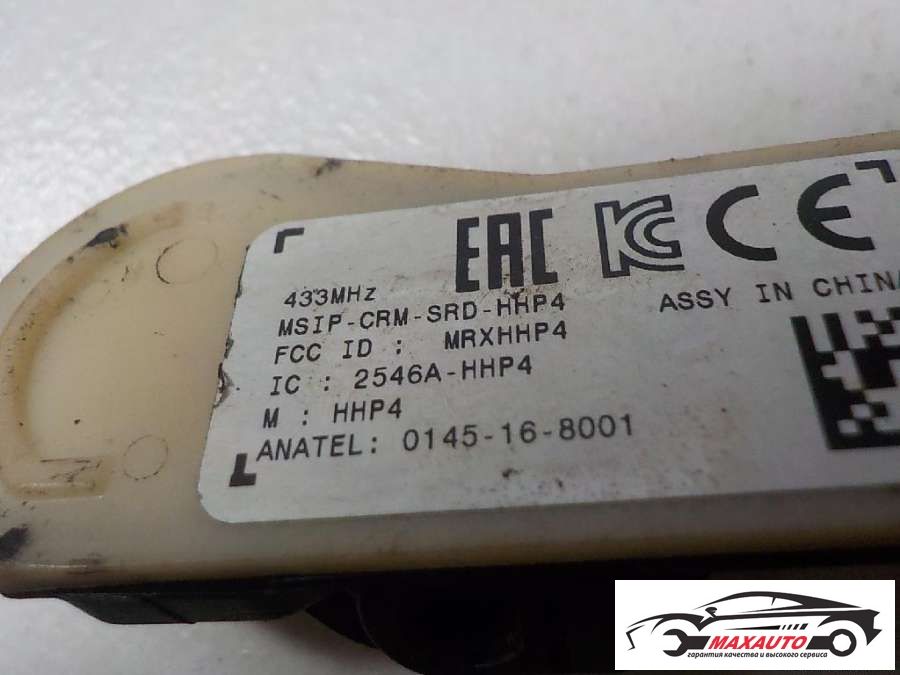 EAC
KC CE
433MHz
MSIP-CRM-SRD-HHP4
FCC ID : MRXHHP4
IC : 2546A-HHP4
M : HHP4
ANATEL: 0145-16-8001
ASSY IN CHINA
MAXAUTO
гарантия качества и высокого сервиса